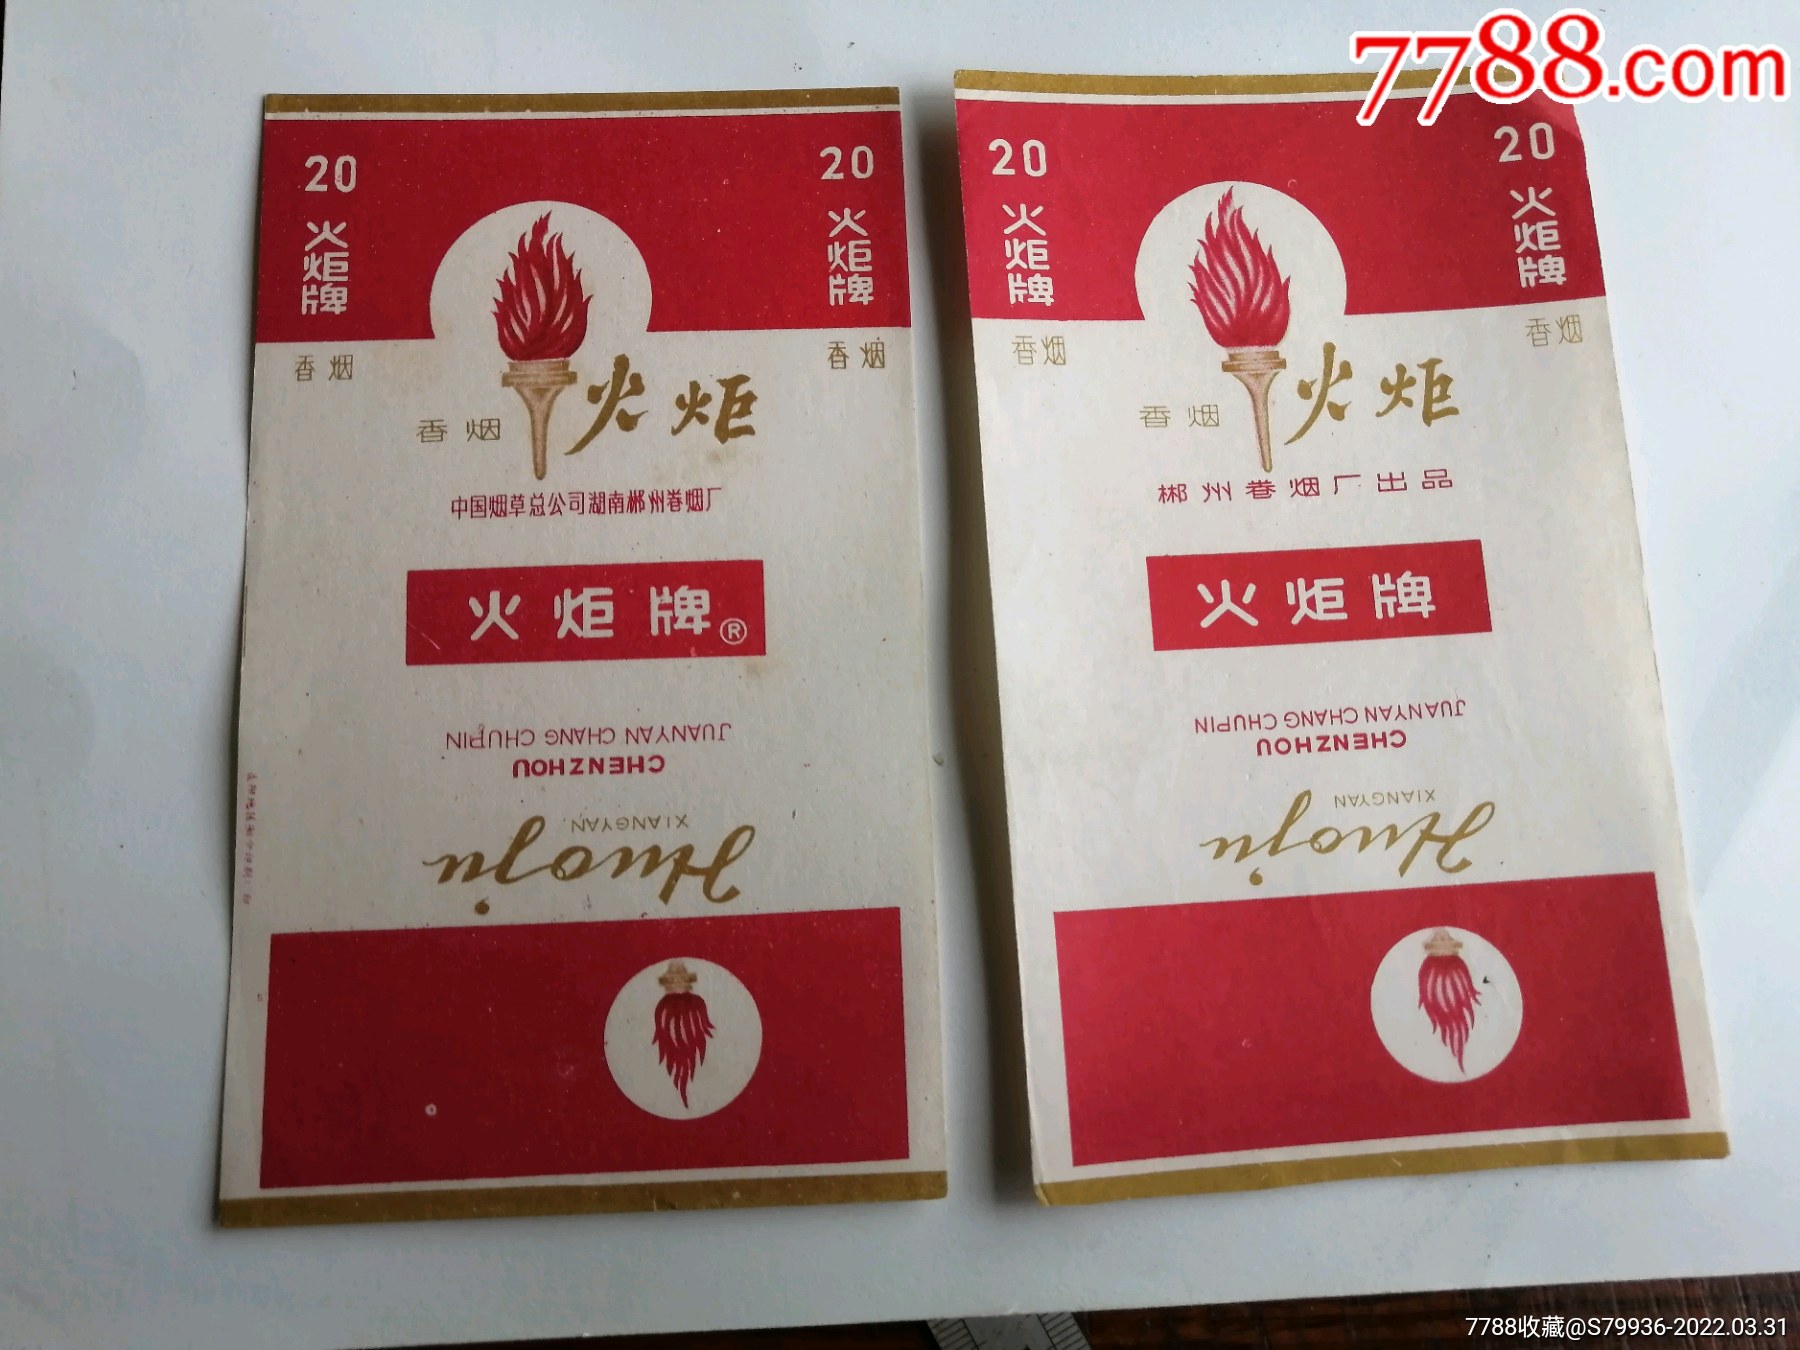 7788.com
20
火炬牌
香烟
20
火炬牌
香烟
香烟
火炬
中国烟草总公司湖南郴州卷烟厂
火炬牌®
JUANYAN CHANG CHUPIN
CHENZHOU
XIANGYAN
Huoju
20
火炬牌
香烟
20
火炬牌
香烟
香烟
火炬
郴州卷烟厂出品
火炬牌
JUANYAN CHANG CHUPIN
CHENZHOU
XIANGYAN
Huoju
7788收藏@S79936-2022.03.31